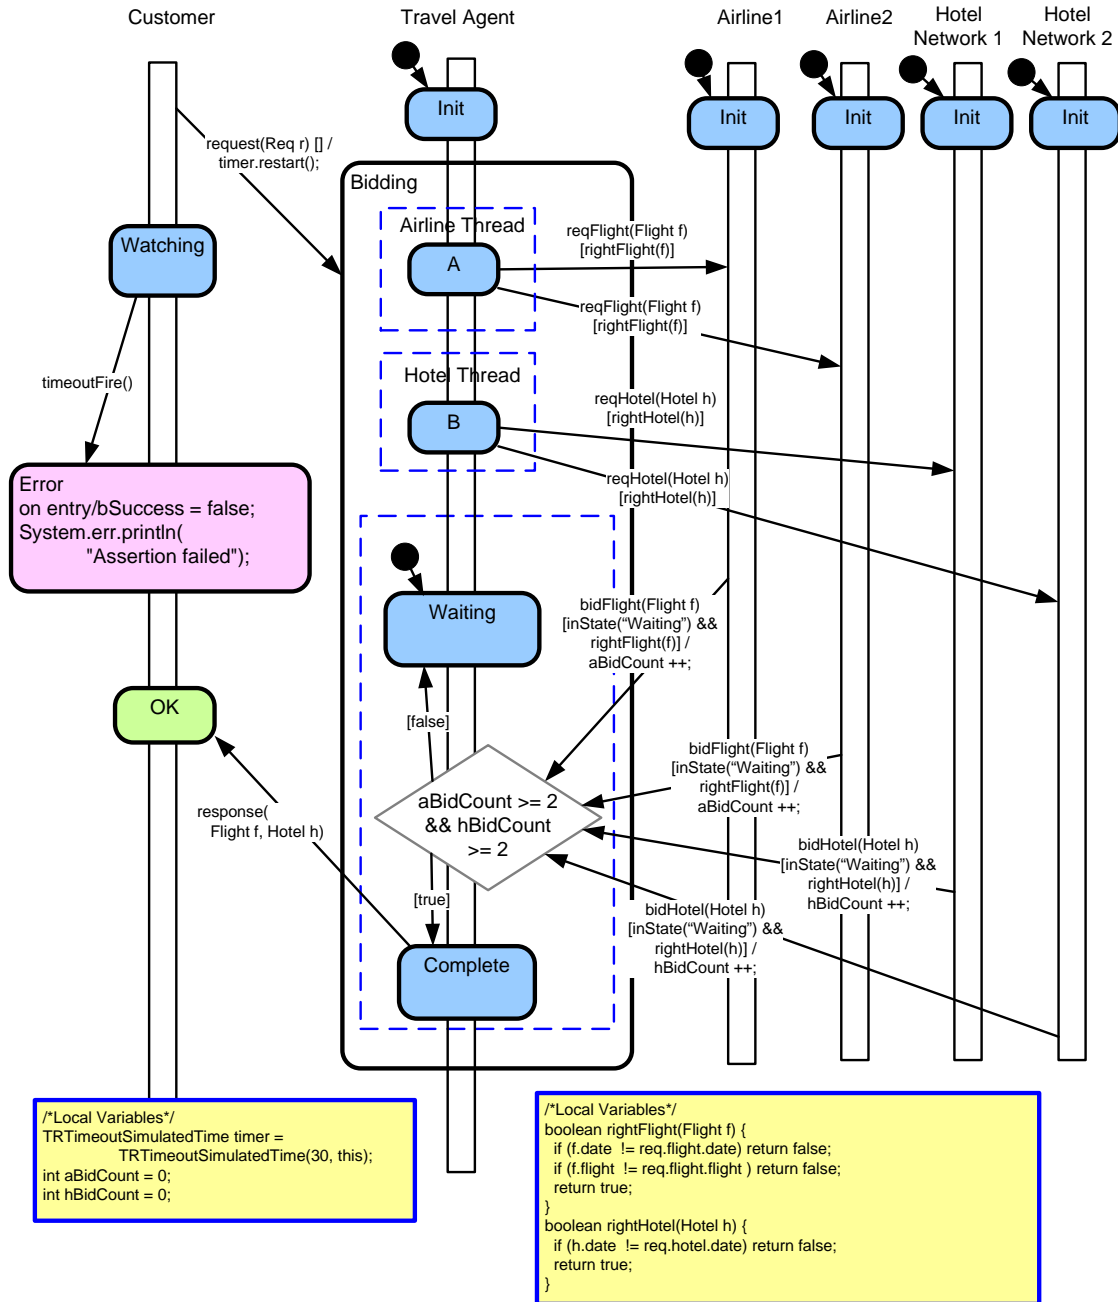 Customer
Travel Agent
Airline1
Airline2
Hotel
Network 1
Hotel
Network 2
Init
Init
Init
Init
Init
request(Req r) [] /
timer.restart();
Bidding
Airline Thread
A
reqFlight(Flight f)
[rightFlight(f)]
reqFlight(Flight f)
[rightFlight(f)]
Watching
timeoutFire()
Hotel Thread
B
reqHotel(Hotel h)
[rightHotel(h)]
reqHotel(Hotel h)
[rightHotel(h)]
Error
on entry/bSuccess = false;
System.err.println(
"Assertion failed");
Waiting
bidFlight(Flight f)
[inState(“Waiting”) &&
rightFlight(f)] /
aBidCount ++;
OK
[false]
bidFlight(Flight f)
[inState(“Waiting”) &&
rightFlight(f)] /
aBidCount ++;
aBidCount >= 2
&& hBidCount
>= 2
response(
Flight f, Hotel h)
bidHotel(Hotel h)
[inState(“Waiting”) &&
rightHotel(h)] /
hBidCount ++;
[true]
bidHotel(Hotel h)
[inState(“Waiting”) &&
rightHotel(h)] /
hBidCount ++;
Complete
/*Local Variables*/
TRTimeoutSimulatedTime timer =
TRTimeoutSimulatedTime(30, this);
int aBidCount = 0;
int hBidCount = 0;
/*Local Variables*/
boolean rightFlight(Flight f) {
if (f.date  != req.flight.date) return false;
if (f.flight  != req.flight.flight ) return false;
return true;
}
boolean rightHotel(Hotel h) {
if (h.date  != req.hotel.date) return false;
return true;
}